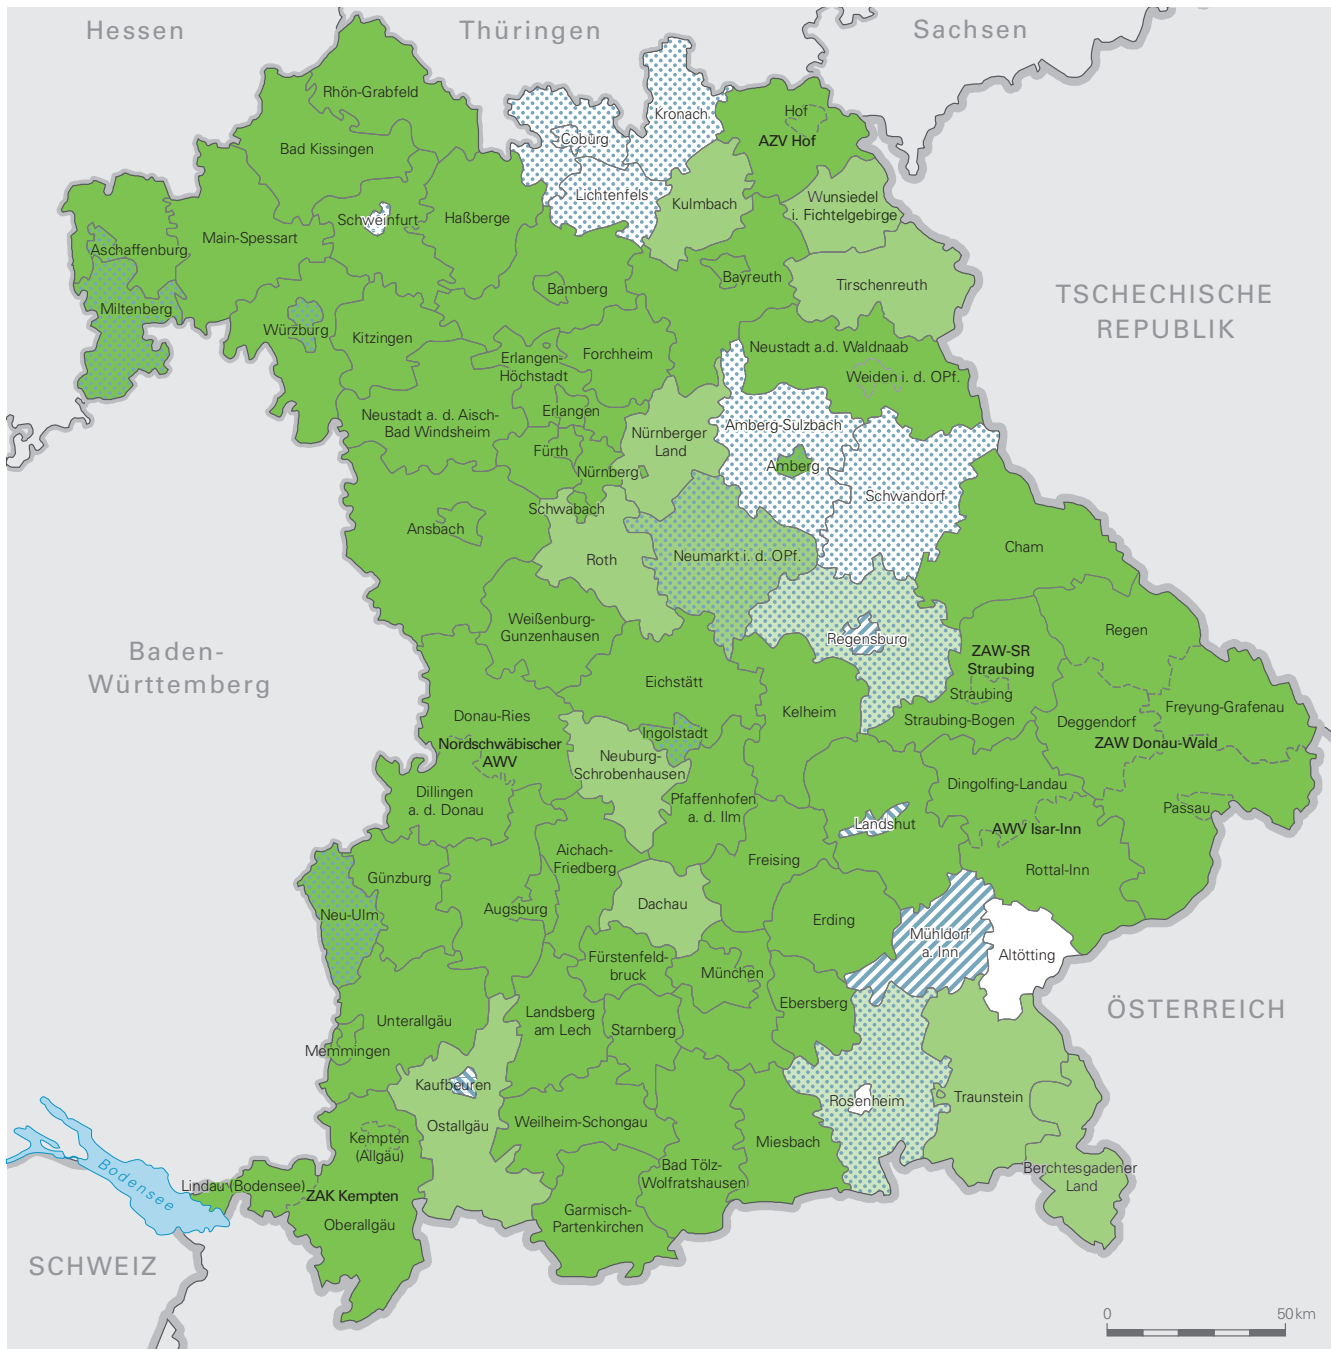 Hessen
Thüringen
Sachsen
Rhön-Grabfeld
Kronach
Hof
Coburg
AZV Hof
Bad Kissingen
Lichtenfels
Kulmbach
Wunsiedel
i. Fichtelgebirge
Schweinfurt
Haßberge
Main-Spessart
Aschaffenburg
Bayreuth
Tirschenreuth
Bamberg
TSCHECHISCHE
REPUBLIK
Miltenberg
Würzburg
Kitzingen
Neustadt a.d. Waldnaab
Forchheim
Erlangen-
Höchstadt
Weiden i. d. OPf.
Neustadt a. d. Aisch-
Bad Windsheim
Erlangen
Amberg-Sulzbach
Nürnberger
Land
Fürth
Nürnberg
Amberg
Schwandorf
Schwabach
Ansbach
Cham
Neumarkt i. d. OPf.
Roth
Weißenburg-
Gunzenhausen
Regen
Regensburg
Baden-
Württemberg
ZAW-SR
Straubing
Eichstätt
Straubing
Freyung-Grafenau
Donau-Ries
Kelheim
Straubing-Bogen
Deggendorf
Ingolstadt
Nordschwäbischer
AWV
ZAW Donau-Wald
Neuburg-
Schrobenhausen
Dingolfing-Landau
Dillingen
a. d. Donau
Pfaffenhofen
a. d. Ilm
Passau
Landshut
AWV Isar-Inn
Aichach-
Friedberg
Freising
Rottal-Inn
Günzburg
Dachau
Augsburg
Neu-Ulm
Erding
Mühldorf
a. Inn
Altötting
Fürstenfeld-
bruck
München
Ebersberg
ÖSTERREICH
Landsberg
am Lech
Unterallgäu
Starnberg
Memmingen
Kaufbeuren
Rosenheim
Traunstein
Ostallgäu
Weilheim-Schongau
Kempten
(Allgäu)
Miesbach
Bad Tölz-
Wolfratshausen
Berchtesgadener
Land
Bodensee
Lindau (Bodensee)
ZAK Kempten
Garmisch-
Partenkirchen
Oberallgäu
SCHWEIZ
0 50 km